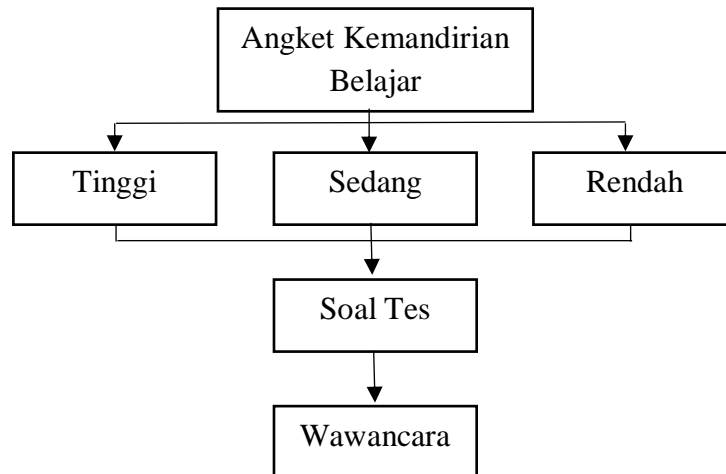 Angket Kemandirian
Belajar
Tinggi
Sedang
Rendah
Soal Tes
Wawancara